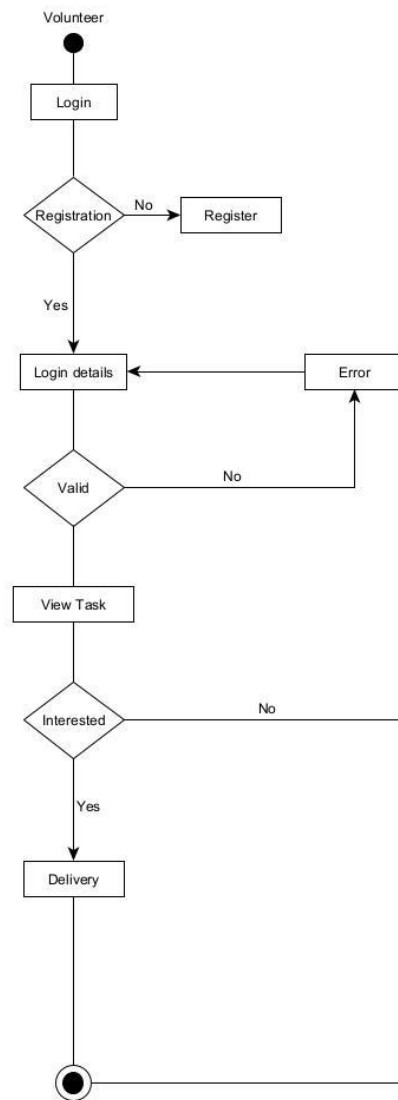 Volunteer
Login
Registration
No
Register
Yes
Login details
Error
Valid
No
View Task
Interested
No
Yes
Delivery